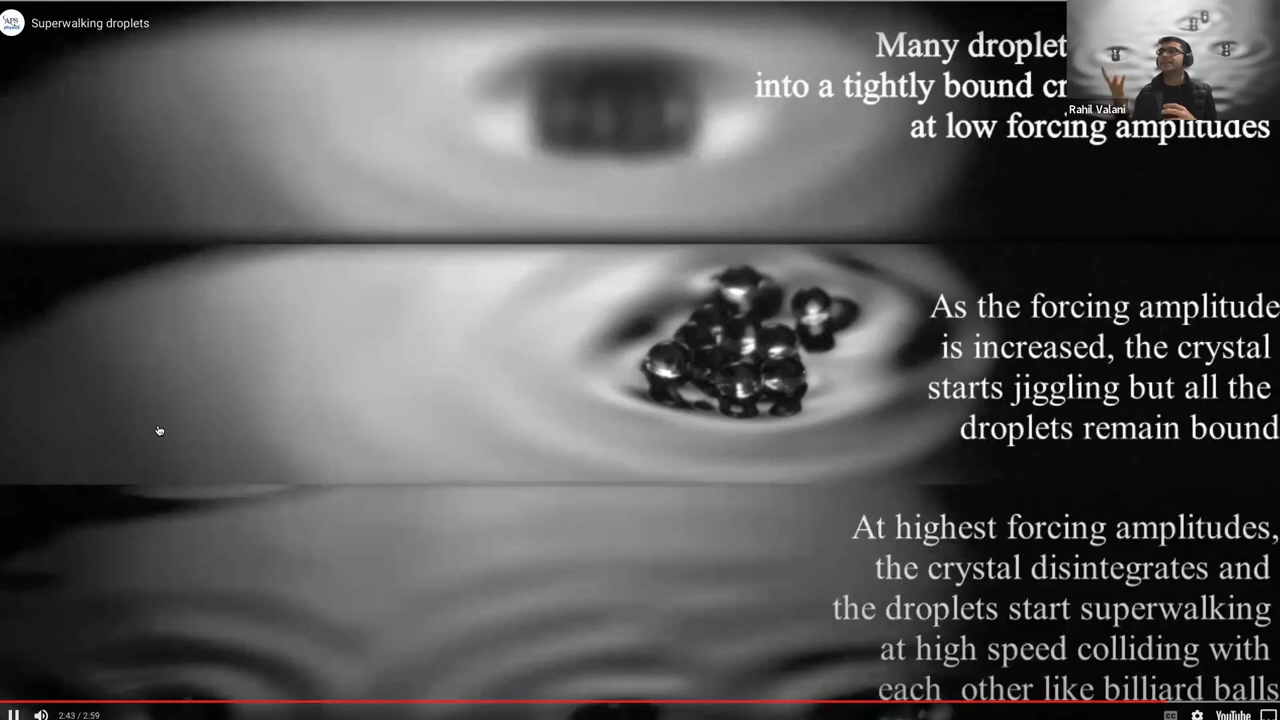 APS
physics
Superwalking droplets
Many droplet
into a tightly bound cr
at low forcing amplitudes
Rahil Valani
As the forcing amplitude
is increased, the crystal
starts jiggling but all the
droplets remain bound
At highest forcing amplitudes,
the crystal disintegrates and
the droplets start superwalking
at high speed colliding with
each other like billiard balls
2:43 / 2:59
CC
YouTube